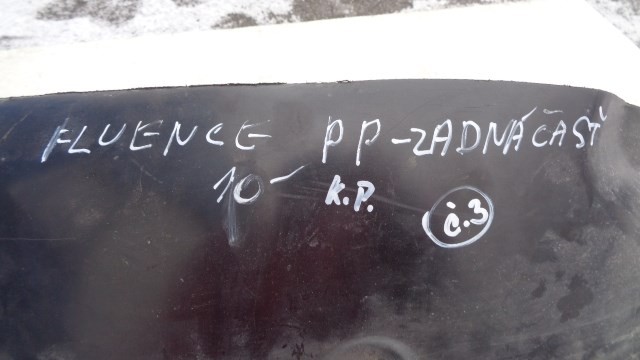 FLUENCE PP-ZADNÁČASŤ
10- K.P. č.3